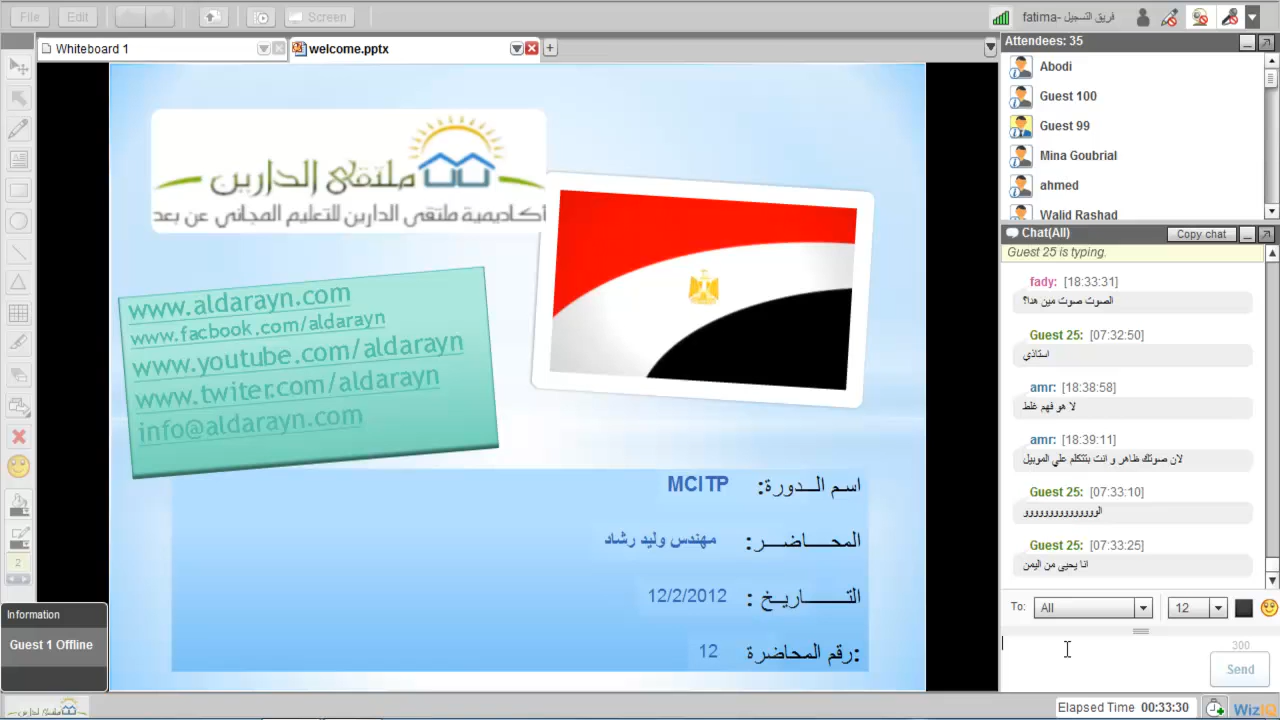 File
Edit
Screen
fatima- فريق التسجيل
Whiteboard 1
welcome.pptx
ملتقى الدارين
أكاديمية ملتقى الدارين للتعليم المجاني عن بعد
www.aldarayn.com
www.facbook.com/aldarayn
www.youtube.com/aldarayn
www.twiter.com/aldarayn
info@aldarayn.com
اسم الـــدورة: MCITP
المحـــــاضـــــر: مهندس وليد رشاد
التـــــــــاريـخ : 12/2/2012
:رقم المحاضرة 12
2
Information
Guest 1 Offline
Attendees: 35
Abodi
Guest 100
Guest 99
Mina Goubrial
ahmed
Walid Rashad
Chat(All)
Copy chat
Guest 25 is typing.
fady: [18:33:31]
الصوت صوت مين هدا؟
Guest 25: [07:32:50]
استاذي
amr: [18:38:58]
لا هو فهم غلط
amr: [18:39:11]
لان صوتك ظاهر و انت بتتكلم علي الموبيل
Guest 25: [07:33:10]
الوووووووووووووووو
Guest 25: [07:33:25]
انا يحيى من اليمن
To: All 12
300
Send
Elapsed Time 00:33:30
WizIQ